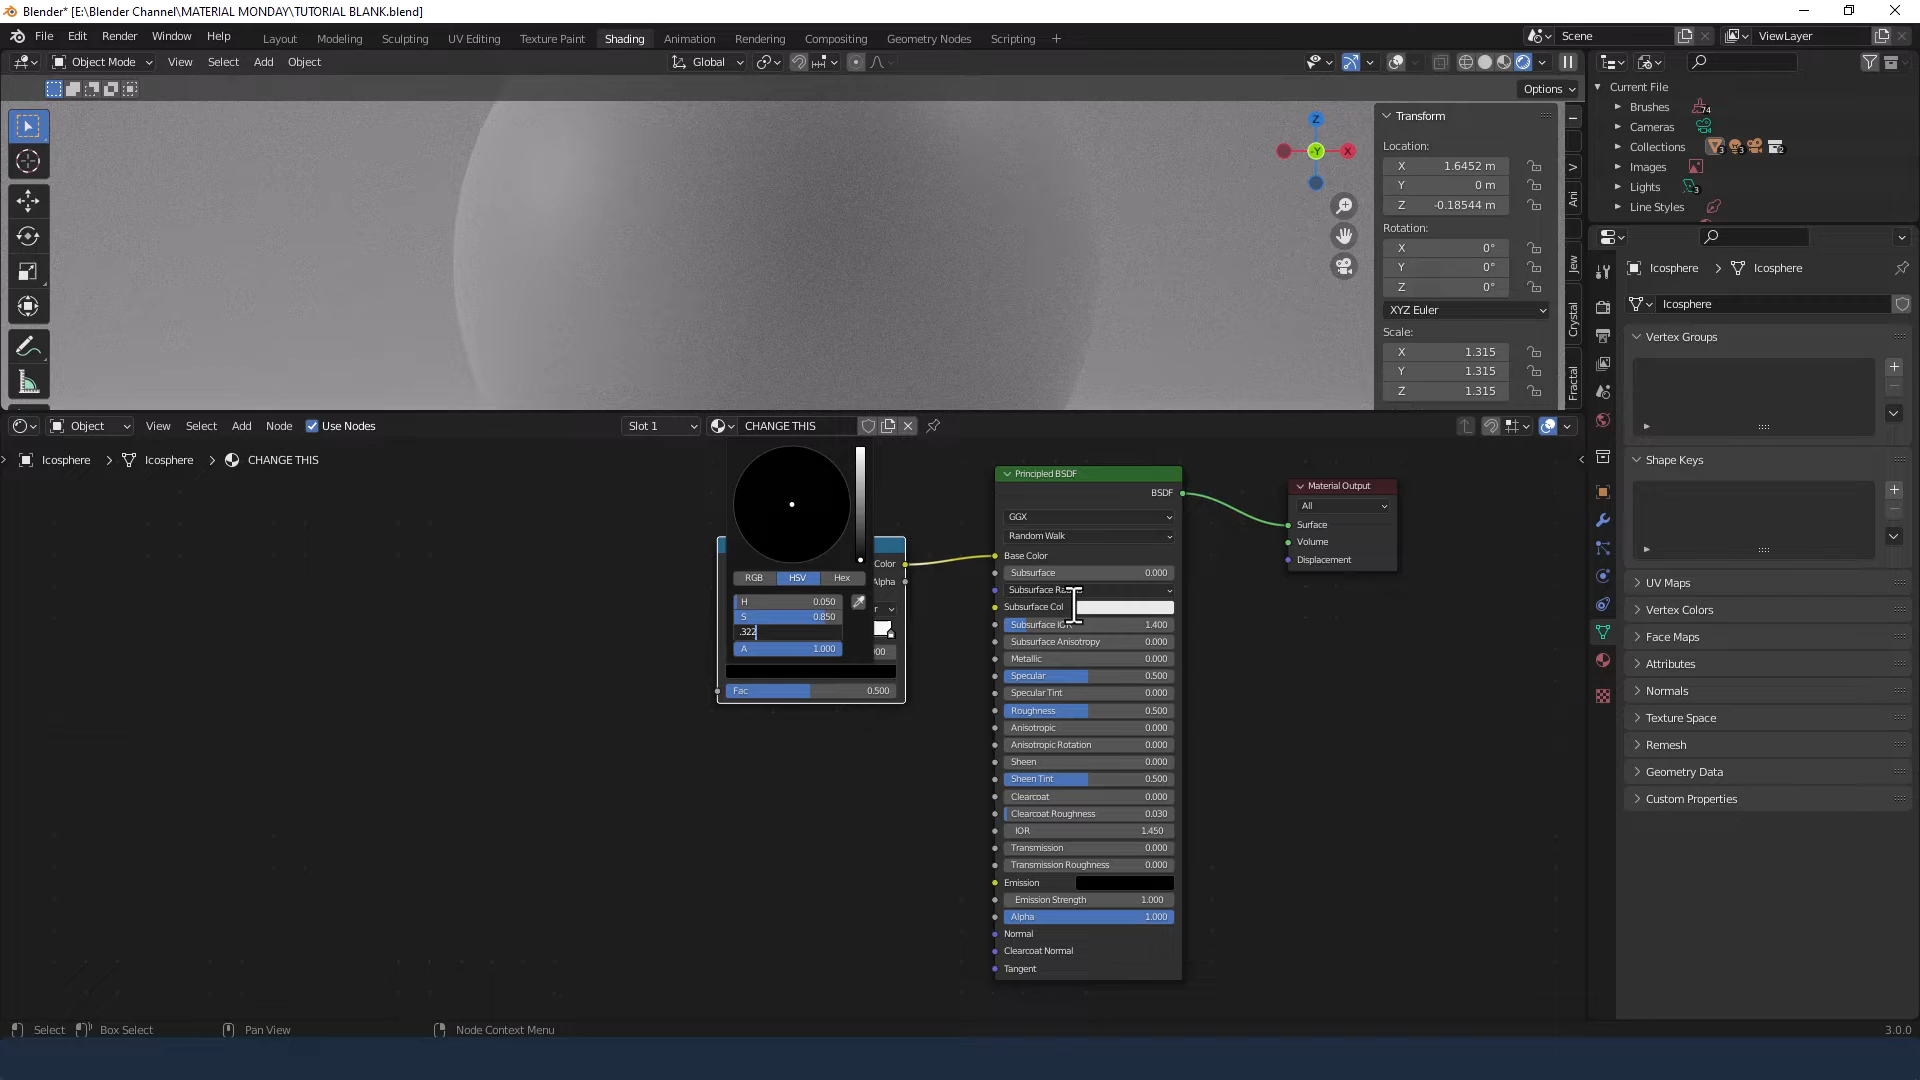 Blender* [E:\Blender Channel\MATERIAL MONDAY\TUTORIAL BLANK.blend]
File Edit Render Window Help Layout Modeling Sculpting UV Editing Texture Paint Shading Animation Rendering Compositing Geometry Nodes Scripting + Scene ViewLayer
Object Mode View Select Add Object Global
Options
Current File
Brushes 74
Cameras
Collections 3 3 2
Images
Lights 3
Line Styles
Z
-Y X
Transform
Location:
X 1.6452 m
Y 0 m
Z -0.18544 m
Rotation:
X 0°
Y 0°
Z 0°
XYZ Euler
Scale:
X 1.315
Y 1.315
Z 1.315
V
Ani
Jew
Crystal
Fractal
Icosphere > Icosphere
Icosphere
Vertex Groups
Shape Keys
UV Maps
Vertex Colors
Face Maps
Attributes
Normals
Texture Space
Remesh
Geometry Data
Custom Properties
Object View Select Add Node Use Nodes Slot 1 CHANGE THIS
Icosphere > Icosphere > CHANGE THIS
RGB HSV Hex
H 0.050
S 0.850
.322
A 1.000
Color
Alpha
Fac 0.500
Principled BSDF
BSDF
GGX
Random Walk
Base Color
Subsurface 0.000
Subsurface Ra
Subsurface Col
Subsurface IOR 1.400
Subsurface Anisotropy 0.000
Metallic 0.000
Specular 0.500
Specular Tint 0.000
Roughness 0.500
Anisotropic 0.000
Anisotropic Rotation 0.000
Sheen 0.000
Sheen Tint 0.500
Clearcoat 0.000
Clearcoat Roughness 0.030
IOR 1.450
Transmission 0.000
Transmission Roughness 0.000
Emission
Emission Strength 1.000
Alpha 1.000
Normal
Clearcoat Normal
Tangent
Material Output
All
Surface
Volume
Displacement
Select Box Select Pan View Node Context Menu 3.0.0